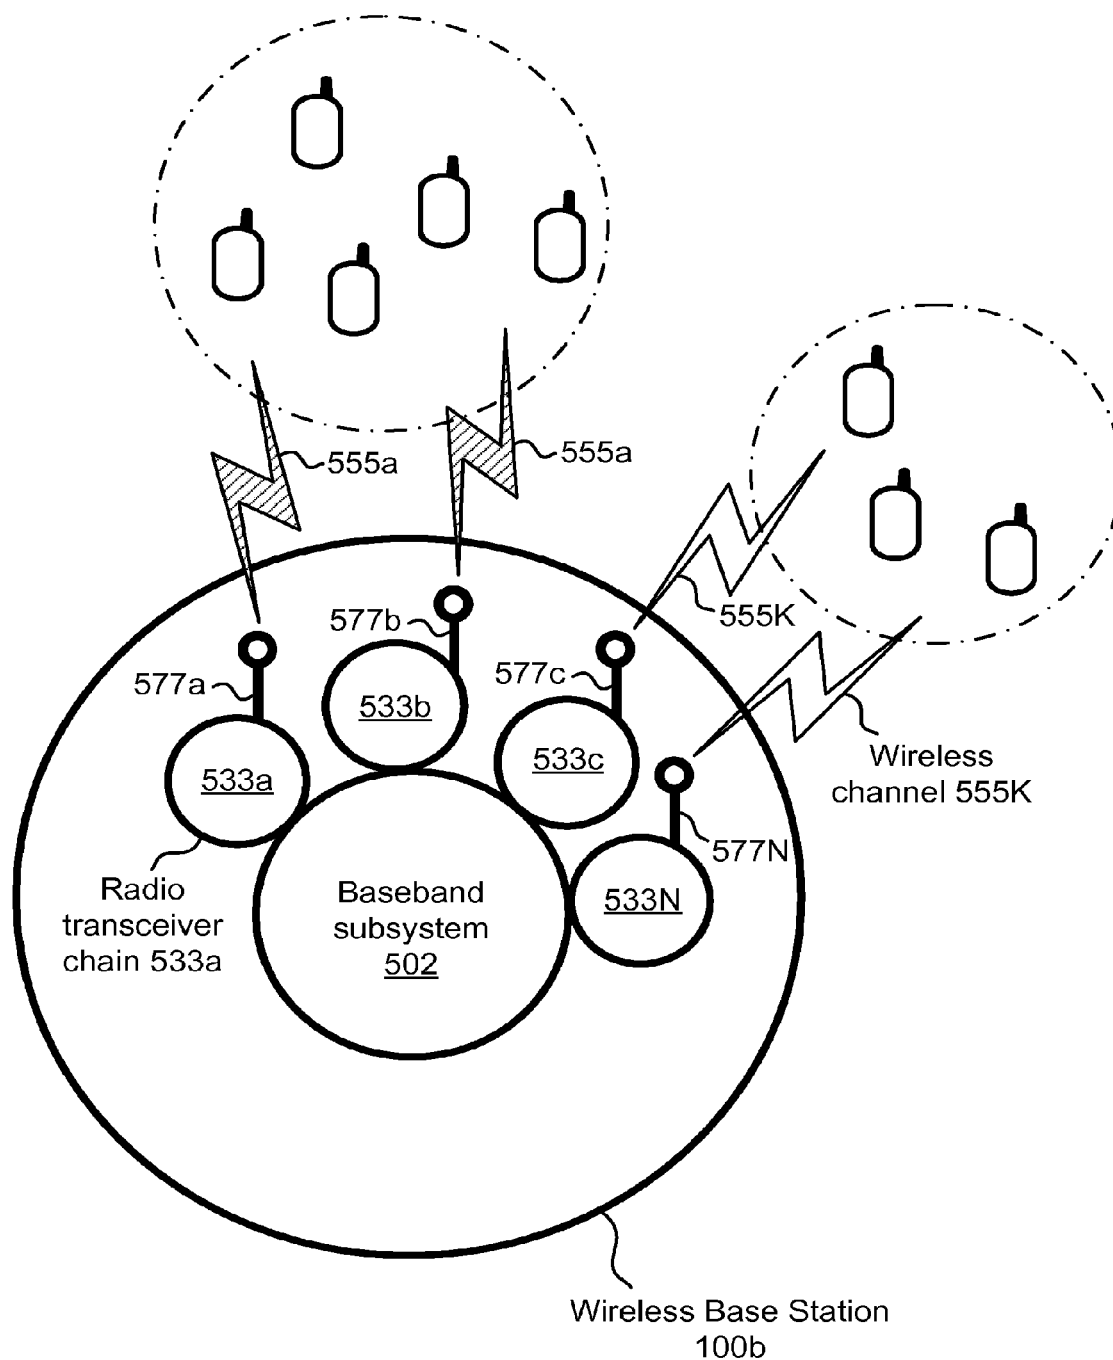 555a
555a
555K
577b
577a
577c
533b
533a
533c
Wireless
channel 555K
577N
Radio
transceiver
chain 533a
Baseband
subsystem
502
533N
Wireless Base Station
100b